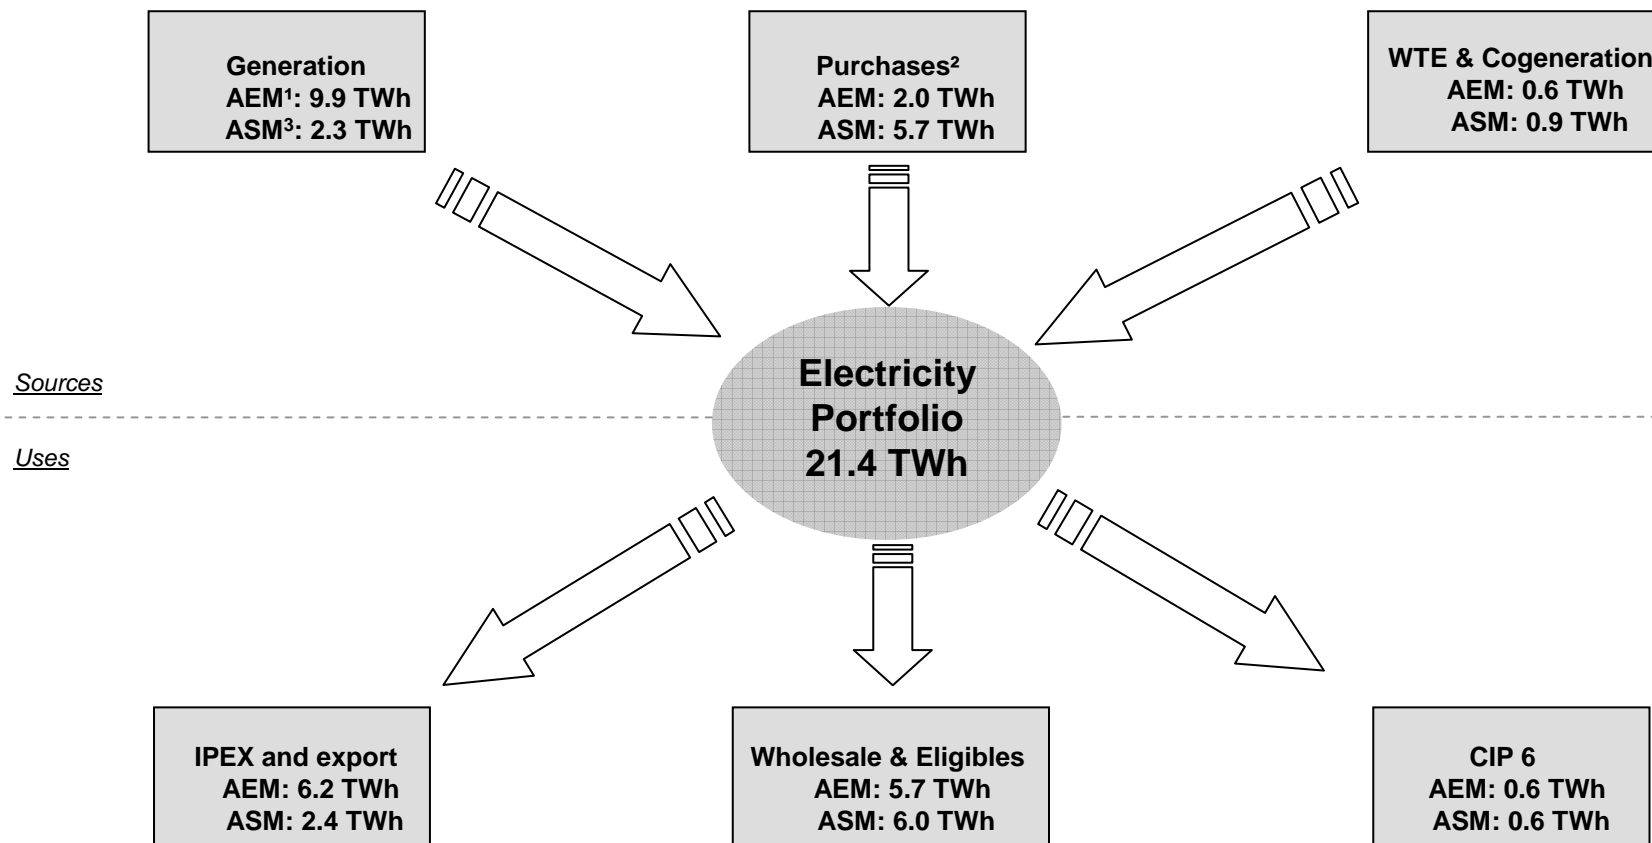 Generation
AEM¹: 9.9 TWh
ASM³: 2.3 TWh
Purchases²
AEM: 2.0 TWh
ASM: 5.7 TWh
WTE & Cogeneration
AEM: 0.6 TWh
ASM: 0.9 TWh
Sources
Electricity
Portfolio
21.4 TWh
Uses
IPEX and export
AEM: 6.2 TWh
ASM: 2.4 TWh
Wholesale & Eligibles
AEM: 5.7 TWh
ASM: 6.0 TWh
CIP 6
AEM: 0.6 TWh
ASM: 0.6 TWh